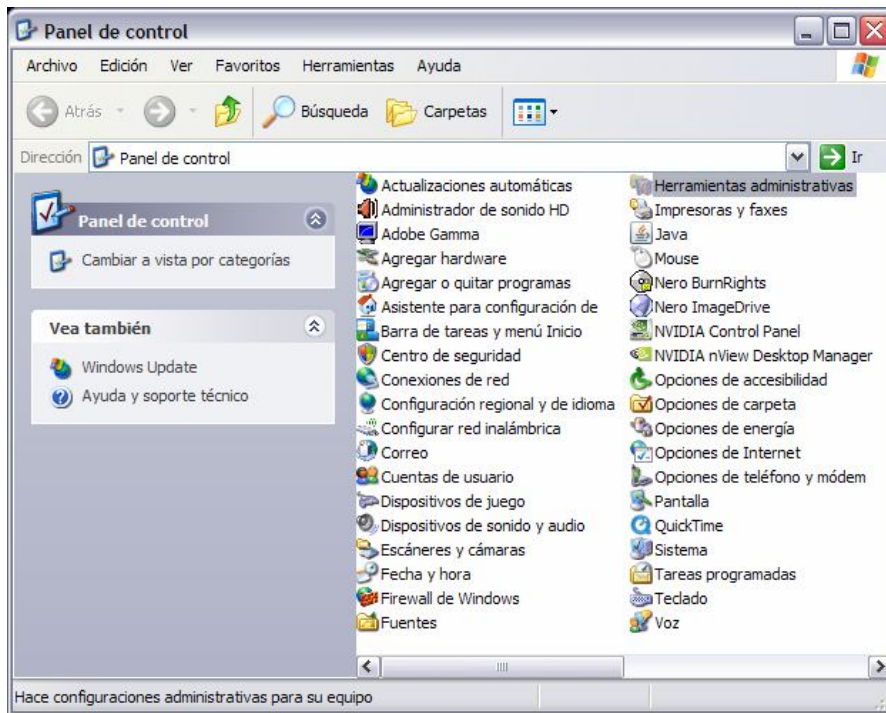 Panel de control
Archivo Edición Ver Favoritos Herramientas Ayuda
Atrás Búsqueda Carpetas
Dirección Panel de control Ir
Panel de control
Cambiar a vista por categorías
Vea también
Windows Update
Ayuda y soporte técnico
Actualizaciones automáticas
Administrador de sonido HD
Adobe Gamma
Agregar hardware
Agregar o quitar programas
Asistente para configuración de
Barra de tareas y menú Inicio
Centro de seguridad
Conexiones de red
Configuración regional y de idioma
Configurar red inalámbrica
Correo
Cuentas de usuario
Dispositivos de juego
Dispositivos de sonido y audio
Escáneres y cámaras
Fecha y hora
Firewall de Windows
Fuentes
Herramientas administrativas
Impresoras y faxes
Java
Mouse
Nero BurnRights
Nero ImageDrive
NVIDIA Control Panel
NVIDIA nView Desktop Manager
Opciones de accesibilidad
Opciones de carpeta
Opciones de energía
Opciones de Internet
Opciones de teléfono y módem
Pantalla
QuickTime
Sistema
Tareas programadas
Teclado
Voz
Hace configuraciones administrativas para su equipo